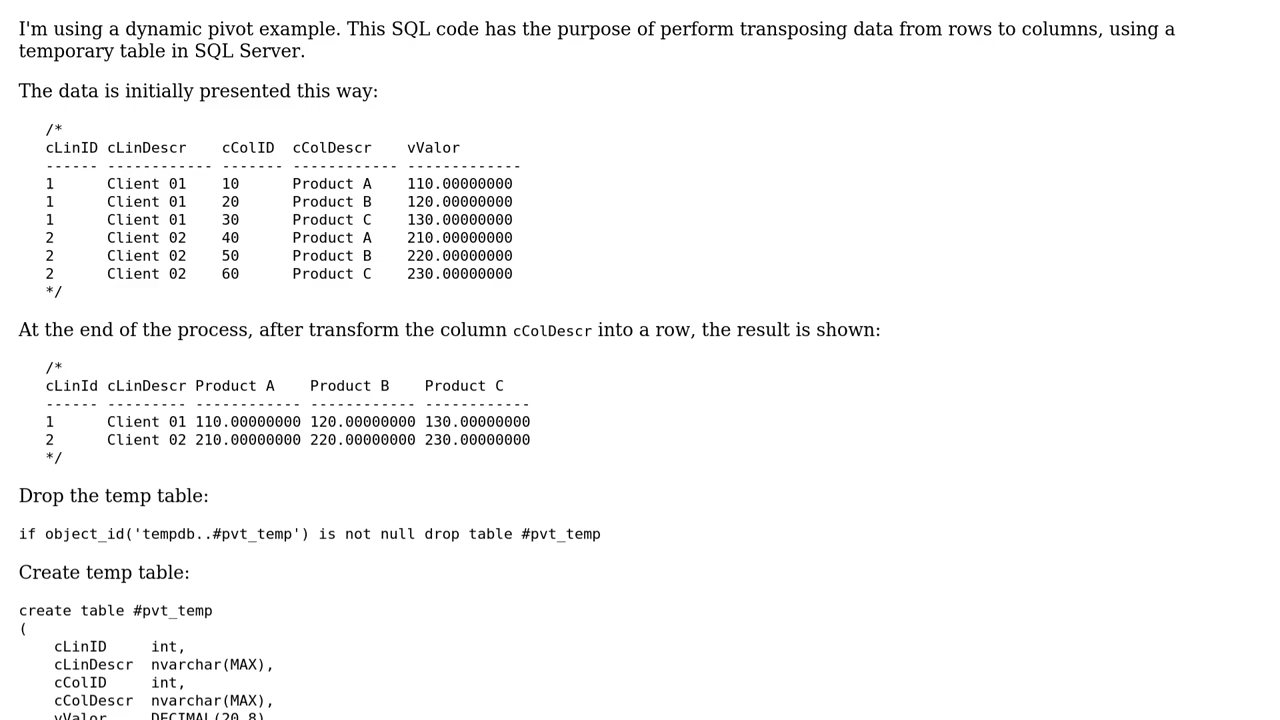 I'm using a dynamic pivot example. This SQL code has the purpose of perform transposing data from rows to columns, using a
temporary table in SQL Server.
The data is initially presented this way:
/*
cLinID cLinDescr    cColID  cColDescr    vValor
------ ------------ ------- ------------ -------------
1      Client 01    10      Product A    110.00000000
1      Client 01    20      Product B    120.00000000
1      Client 01    30      Product C    130.00000000
2      Client 02    40      Product A    210.00000000
2      Client 02    50      Product B    220.00000000
2      Client 02    60      Product C    230.00000000
*/
At the end of the process, after transform the column cColDescr into a row, the result is shown:
/*
cLinId cLinDescr Product A    Product B    Product C
------ --------- ------------ ------------ ------------
1      Client 01 110.00000000 120.00000000 130.00000000
2      Client 02 210.00000000 220.00000000 230.00000000
*/
Drop the temp table:
if object_id('tempdb..#pvt_temp') is not null drop table #pvt_temp
Create temp table:
create table #pvt_temp
(
    cLinID     int,
    cLinDescr  nvarchar(MAX),
    cColID     int,
    cColDescr  nvarchar(MAX),
    vValor     DECIMAL(20,8)